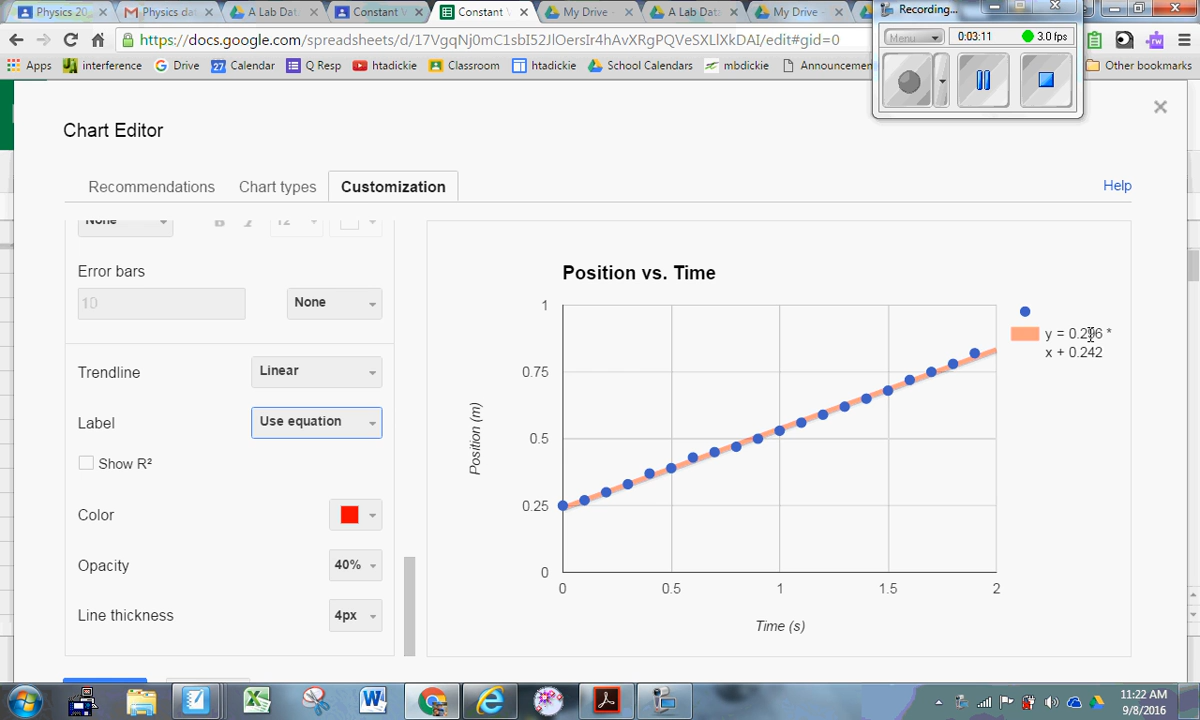 Physics 20
Physics dat
A Lab Dat
Constant V
Constant V
My Drive -
A Lab Dat
My Drive -
Recording...
https://docs.google.com/spreadsheets/d/17VgqNj0mC1sbI52JlOersIr4hAvXRgPQVeSXLlXkDAI/edit#gid=0
Menu
0:03:11
3.0 fps
Apps
interference
Drive
27 Calendar
Q Resp
htadickie
Classroom
htadickie
School Calendars
mbdickie
Announcemen
Other bookmarks
Chart Editor
Recommendations
Chart types
Customization
Help
None
12
Error bars
10
None
Trendline
Linear
Label
Use equation
Show R²
Color
Opacity
40%
Line thickness
4px
Position vs. Time
1
0.75
0.5
0.25
0
Position (m)
0 0.5 1 1.5 2
Time (s)
y = 0.296 *
x + 0.242
11:22 AM
9/8/2016